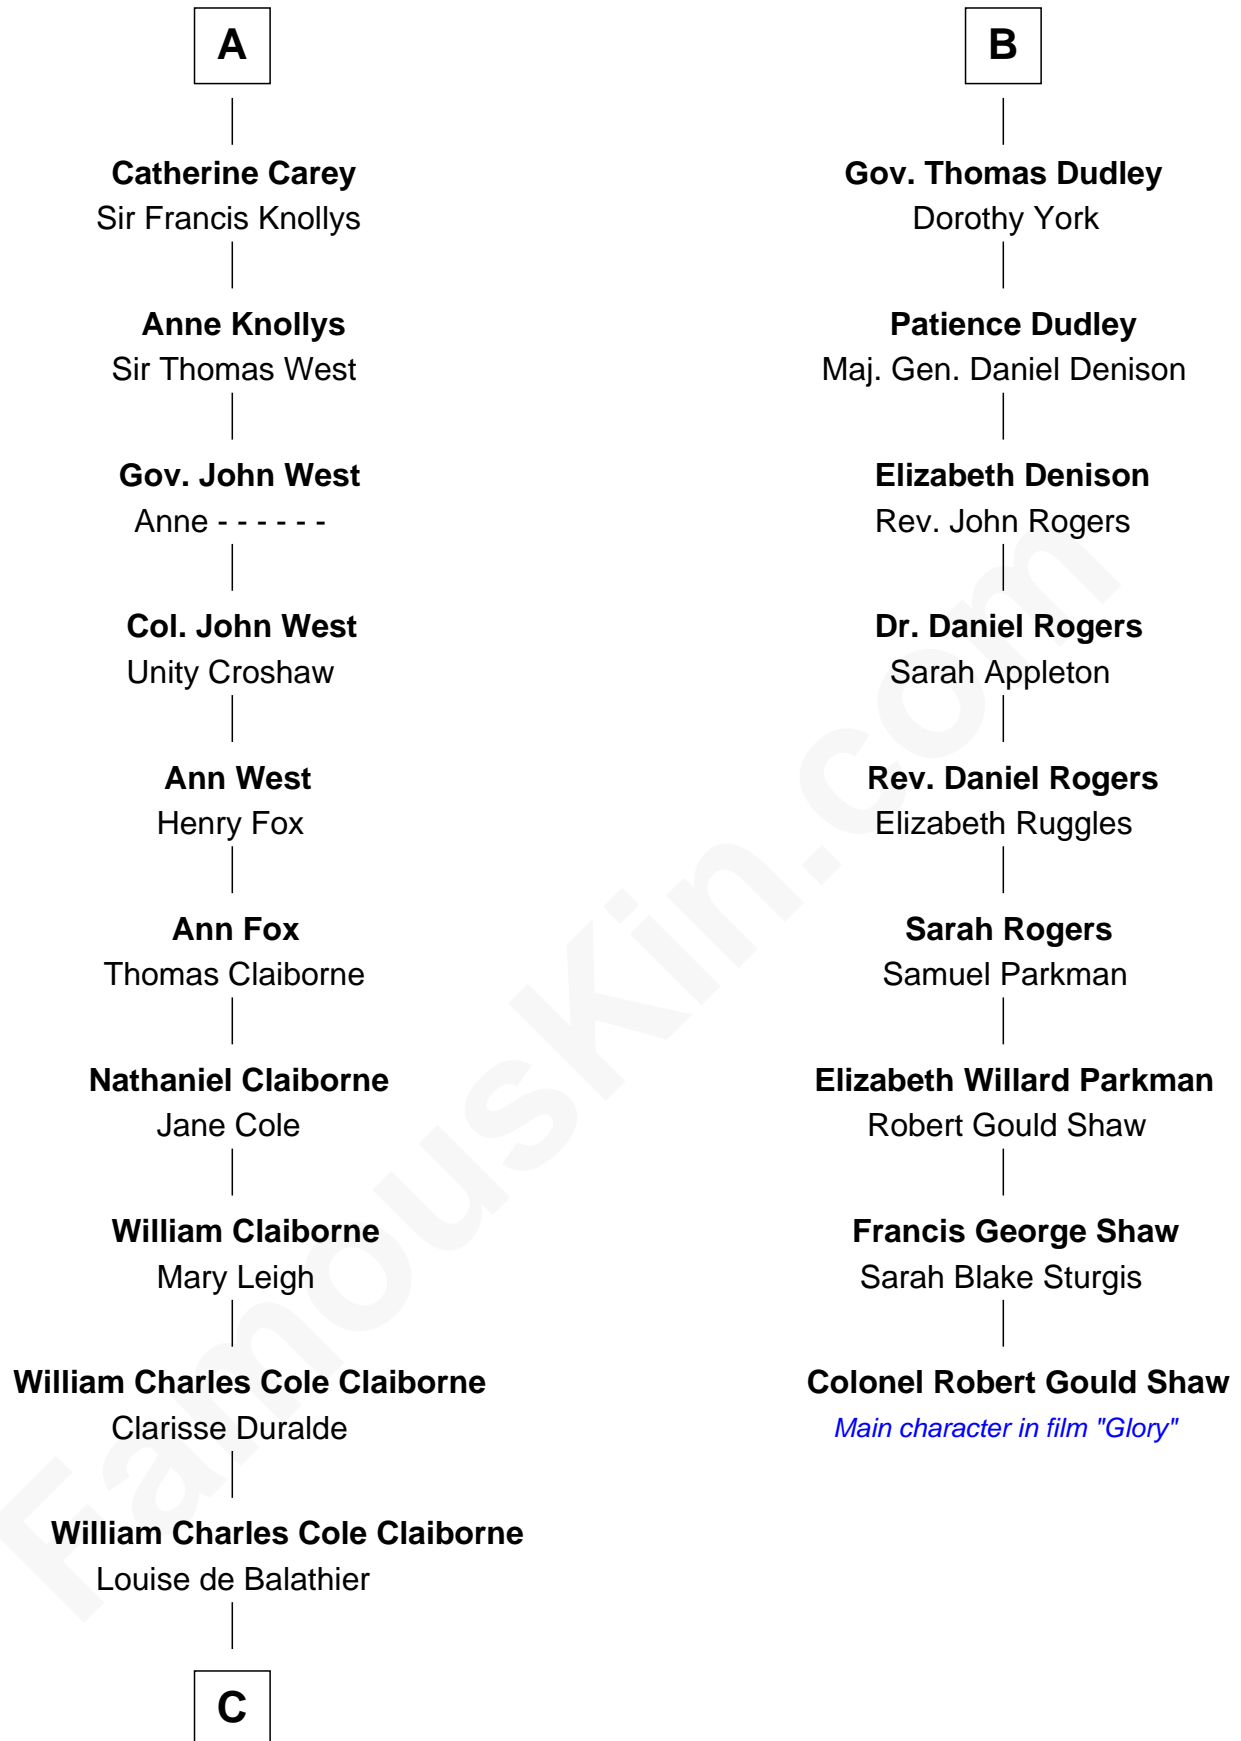 A
Catherine Carey
Sir Francis Knollys
Anne Knollys
Sir Thomas West
Gov. John West
Anne - - - - - -
Col. John West
Unity Croshaw
Ann West
Henry Fox
Ann Fox
Thomas Claiborne
Nathaniel Claiborne
Jane Cole
William Claiborne
Mary Leigh
William Charles Cole Claiborne
Clarisse Duralde
William Charles Cole Claiborne
Louise de Balathier
C
B
Gov. Thomas Dudley
Dorothy York
Patience Dudley
Maj. Gen. Daniel Denison
Elizabeth Denison
Rev. John Rogers
Dr. Daniel Rogers
Sarah Appleton
Rev. Daniel Rogers
Elizabeth Ruggles
Sarah Rogers
Samuel Parkman
Elizabeth Willard Parkman
Robert Gould Shaw
Francis George Shaw
Sarah Blake Sturgis
Colonel Robert Gould Shaw
Main character in film "Glory"
FamousKin.com